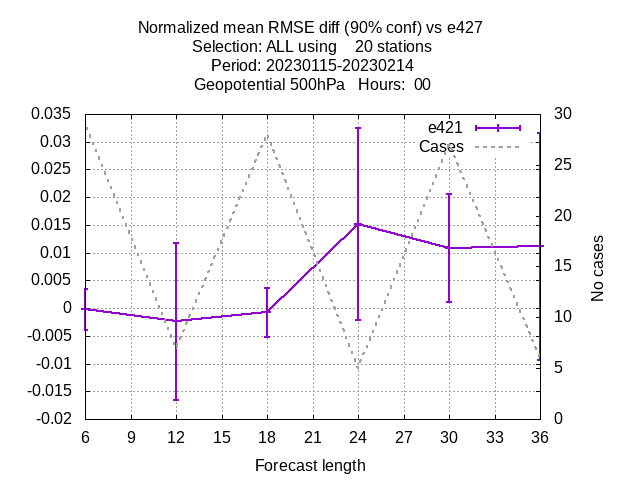 Normalized mean RMSE diff (90% conf) vs e427
Selection: ALL using    20 stations
Period: 20230115-20230214
Geopotential 500hPa   Hours:  00
0.035
0.03
0.025
0.02
0.015
0.01
0.005
0
-0.005
-0.01
-0.015
-0.02
e421
Cases
30
25
20
15
10
5
0
No cases
6 9 12 15 18 21 24 27 30 33 36
Forecast length